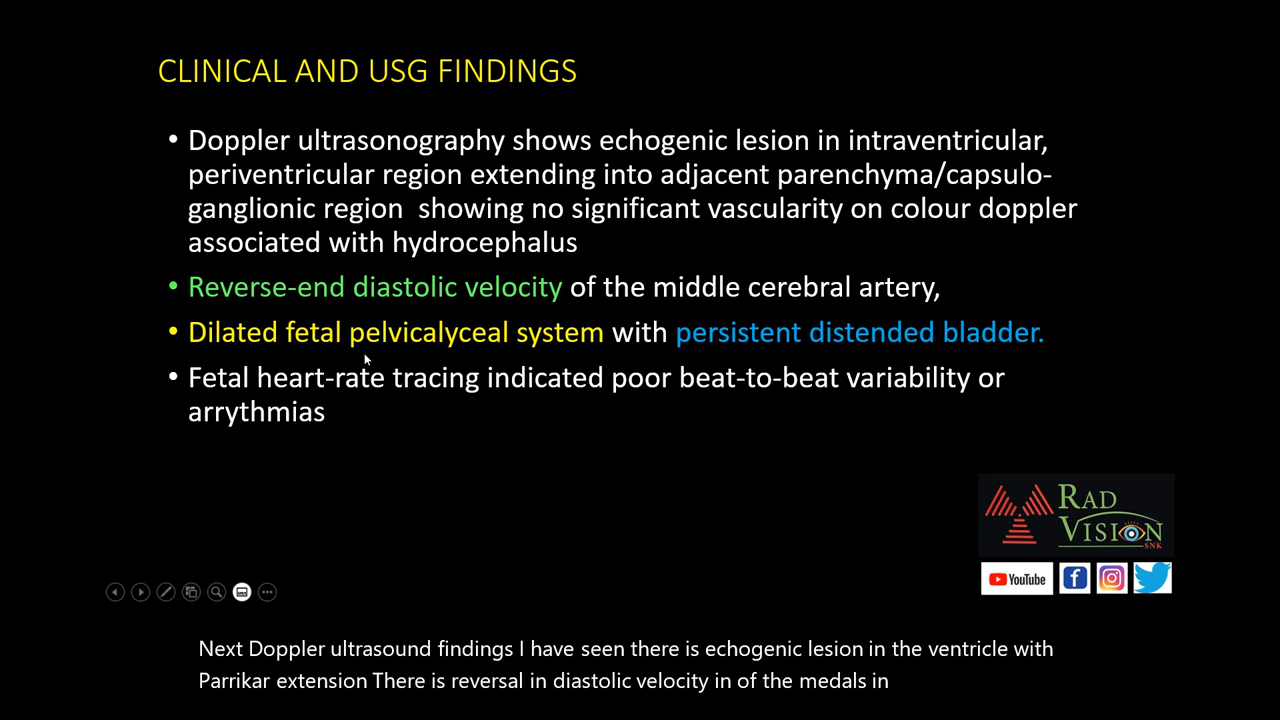 CLINICAL AND USG FINDINGS
• Doppler ultrasonography shows echogenic lesion in intraventricular,
periventricular region extending into adjacent parenchyma/capsulo-
ganglionic region showing no significant vascularity on colour doppler
associated with hydrocephalus
• Reverse-end diastolic velocity of the middle cerebral artery,
• Dilated fetal pelvicalyceal system with persistent distended bladder.
• Fetal heart-rate tracing indicated poor beat-to-beat variability or
arrythmias
RAD
VISION
SNK
YouTube
Next Doppler ultrasound findings I have seen there is echogenic lesion in the ventricle with
Parrikar extension There is reversal in diastolic velocity in of the medals in